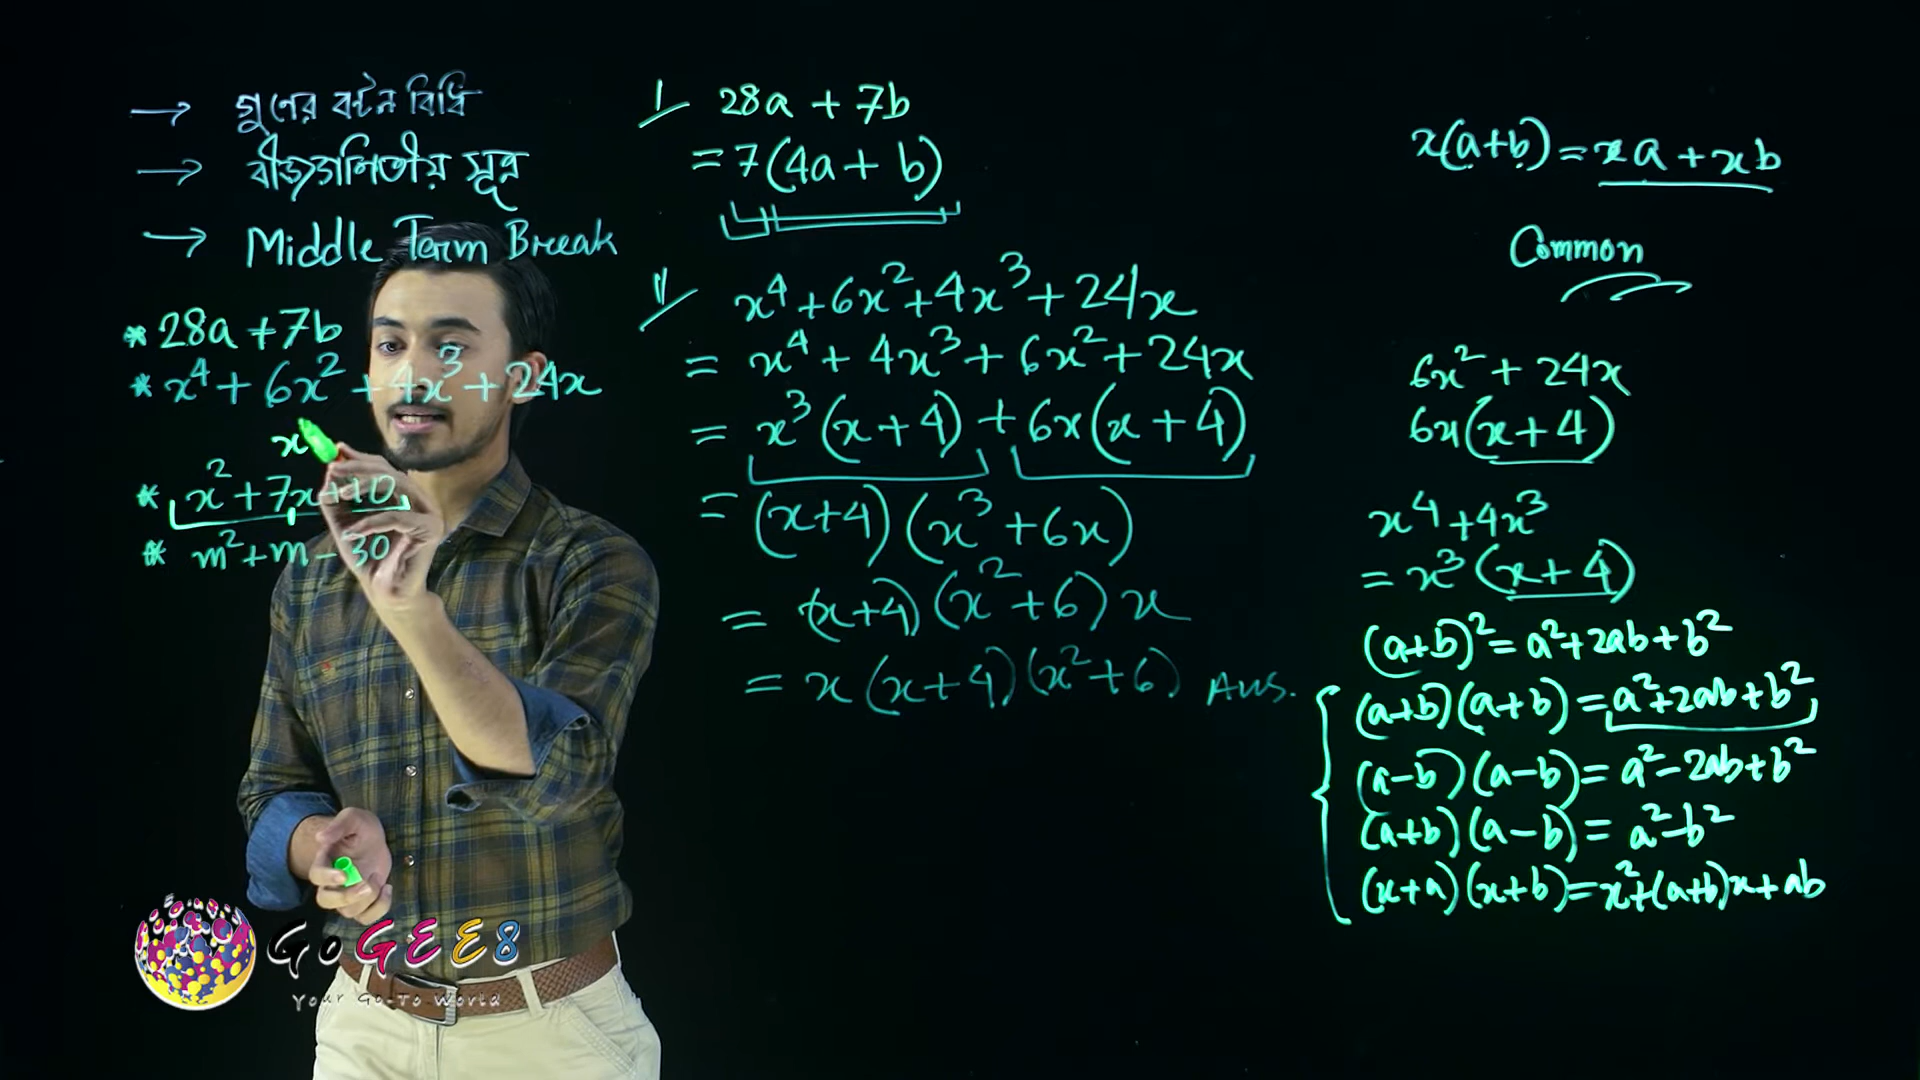 → গুনের বন্টন বিধি
→ বীজগানিতীয় সূত্র
→ Middle Term Break
* 28a + 7b
* x⁴ + 6x² + 4x³ + 24x
x
* x² + 7x + 10
* m² + m - 30
I 28a + 7b
= 7(4a + b)
II x⁴ + 6x² + 4x³ + 24x
= x⁴ + 4x³ + 6x² + 24x
= x³(x + 4) + 6x(x + 4)
= (x+4)(x³ + 6x)
= (x+4)(x² + 6)x
= x(x+4)(x² + 6) Ans.
x(a+b) = xa + xb
Common
6x² + 24x
6x(x + 4)
x⁴ + 4x³
= x³(x + 4)
(a+b)² = a² + 2ab + b²
(a+b)(a+b) = a² + 2ab + b²
(a-b)(a-b) = a² - 2ab + b²
(a+b)(a-b) = a² - b²
(x+a)(x+b) = x² + (a+b)x + ab
GoGEE8
Your Go-To World